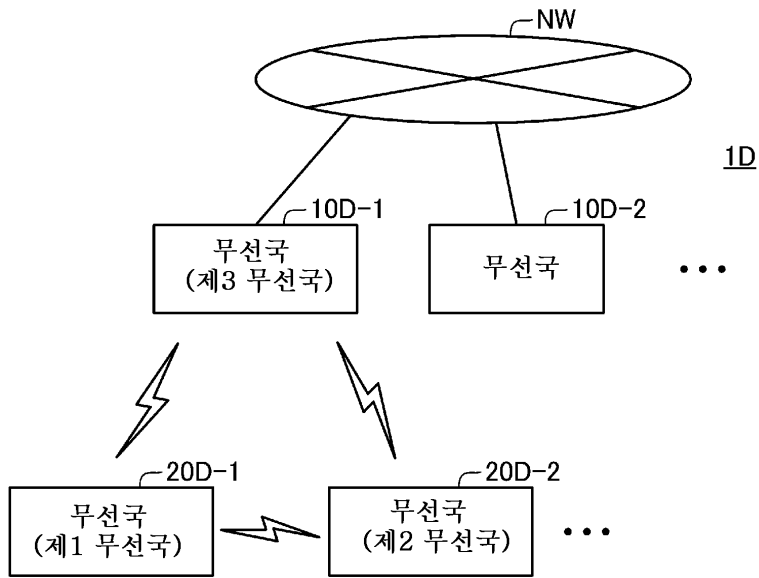 NW
1D
10D-1
10D-2
무선국
(제3 무선국)
무선국
•••
20D-1
20D-2
무선국
(제1 무선국)
무선국
(제2 무선국)
•••